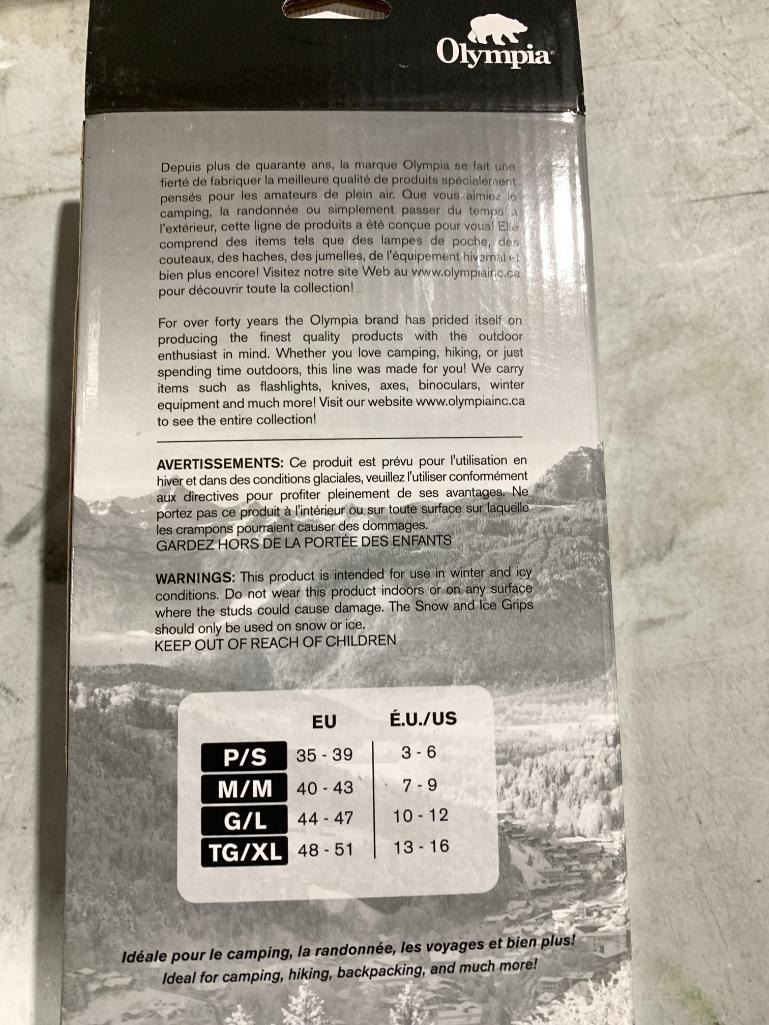 Olympia
Depuis plus de quarante ans, la marque Olympia se fait une
fierté de fabriquer la meilleure qualité de produits spécialement
pensés pour les amateurs de plein air. Que vous aimiez le
camping, la randonnée ou simplement passer du temps à
l'extérieur, cette ligne de produits a été conçue pour vous! Elle
comprend des items tels que des lampes de poche, des
couteaux, des haches, des jumelles, de l'équipement hivernal et
bien plus encore! Visitez notre site Web au www.olympiainc.ca
pour découvrir toute la collection!
For over forty years the Olympia brand has prided itself on
producing the finest quality products with the outdoor
enthusiast in mind. Whether you love camping, hiking, or just
spending time outdoors, this line was made for you! We carry
items such as flashlights, knives, axes, binoculars, winter
equipment and much more! Visit our website www.olympiainc.ca
to see the entire collection!
AVERTISSEMENTS: Ce produit est prévu pour l'utilisation en
hiver et dans des conditions glaciales, veuillez l'utiliser conformément
aux directives pour profiter pleinement de ses avantages. Ne
portez pas ce produit à l'intérieur ou sur toute surface sur laquelle
les crampons pourraient causer des dommages.
GARDEZ HORS DE LA PORTÉE DES ENFANTS
WARNINGS: This product is intended for use in winter and icy
conditions. Do not wear this product indoors or on any surface
where the studs could cause damage. The Snow and Ice Grips
should only be used on snow or ice.
KEEP OUT OF REACH OF CHILDREN
EU É.U./US
P/S 35 - 39 3 - 6
M/M 40 - 43 7 - 9
G/L 44 - 47 10 - 12
TG/XL 48 - 51 13 - 16
Idéale pour le camping, la randonnée, les voyages et bien plus!
Ideal for camping, hiking, backpacking, and much more!